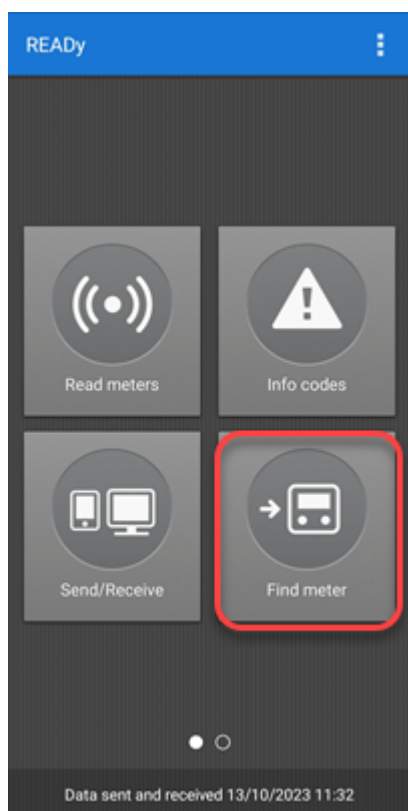 READy
Read meters
Info codes
Send/Receive
Find meter
Data sent and received 13/10/2023 11:32